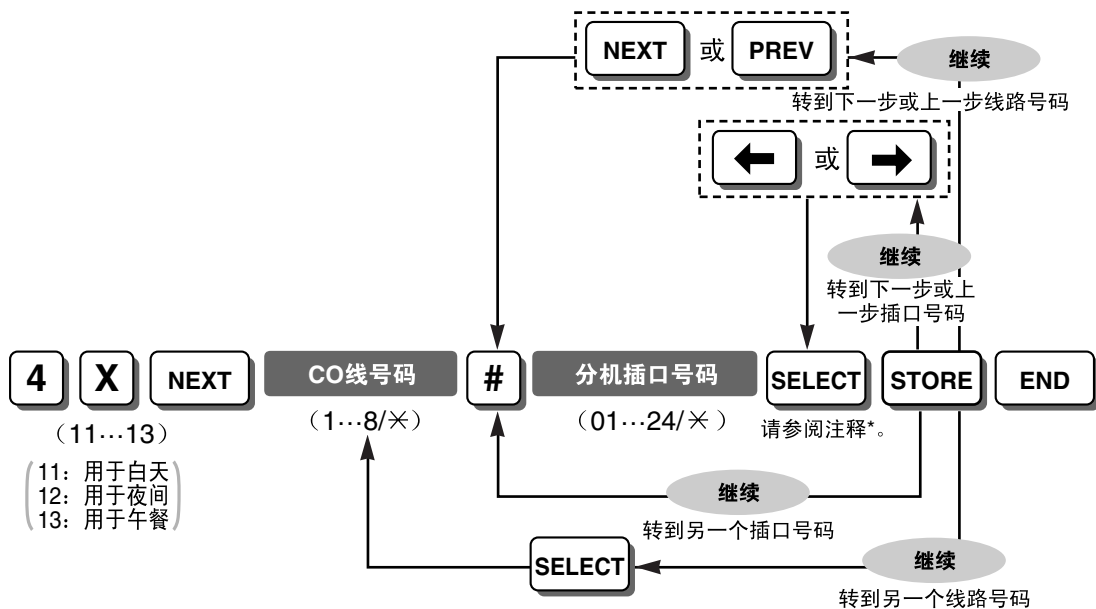 NEXT 或 PREV 继续
转到下一步或上一步线路号码
← 或 →
继续
转到下一步或上
一步插口号码
4 X NEXT CO线号码 # 分机插口号码 SELECT STORE END
（11…13） （1…8/✳） （01…24/✳） 请参阅注释*。
11：用于白天
12：用于夜间
13：用于午餐
继续
转到另一个插口号码
SELECT 继续
转到另一个线路号码